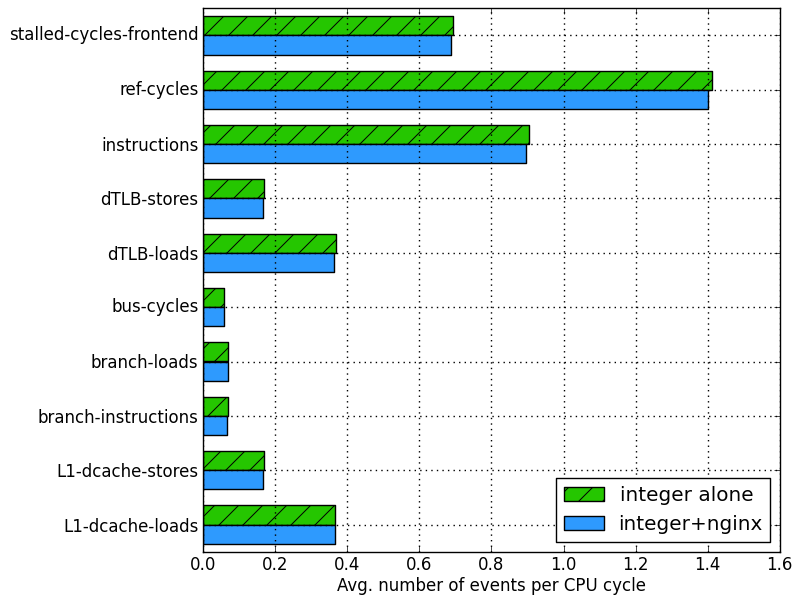 stalled-cycles-frontend
ref-cycles
instructions
dTLB-stores
dTLB-loads
bus-cycles
branch-loads
branch-instructions
L1-dcache-stores
L1-dcache-loads
integer alone
integer+nginx
0.0 0.2 0.4 0.6 0.8 1.0 1.2 1.4 1.6
Avg. number of events per CPU cycle